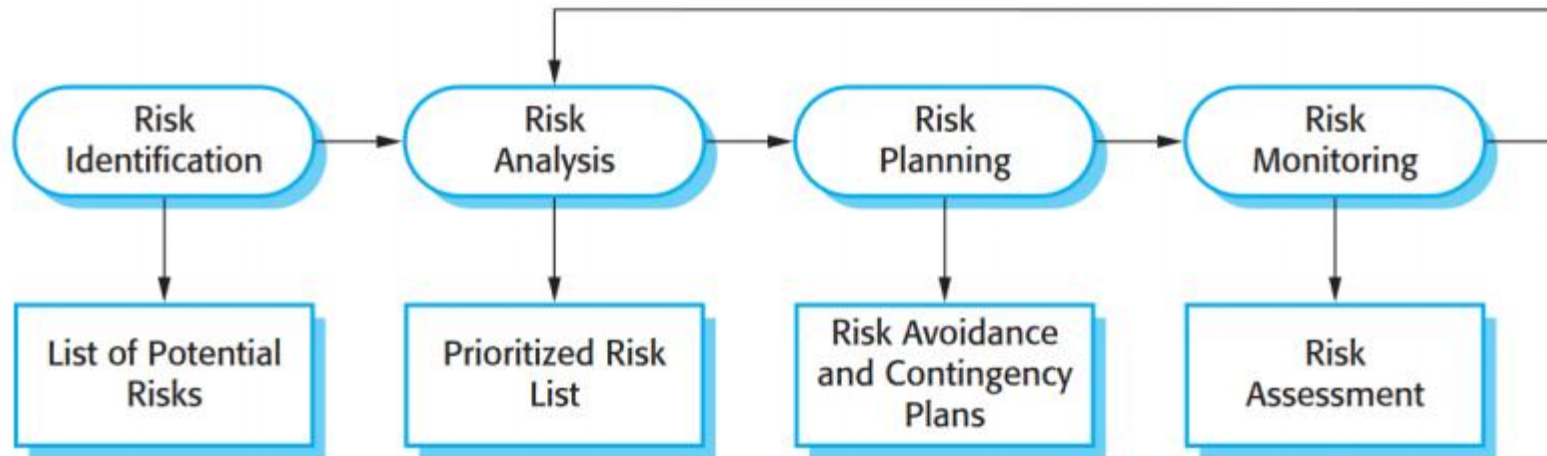 Risk
Identification
Risk
Analysis
Risk
Planning
Risk
Monitoring
List of Potential
Risks
Prioritized Risk
List
Risk Avoidance
and Contingency
Plans
Risk
Assessment